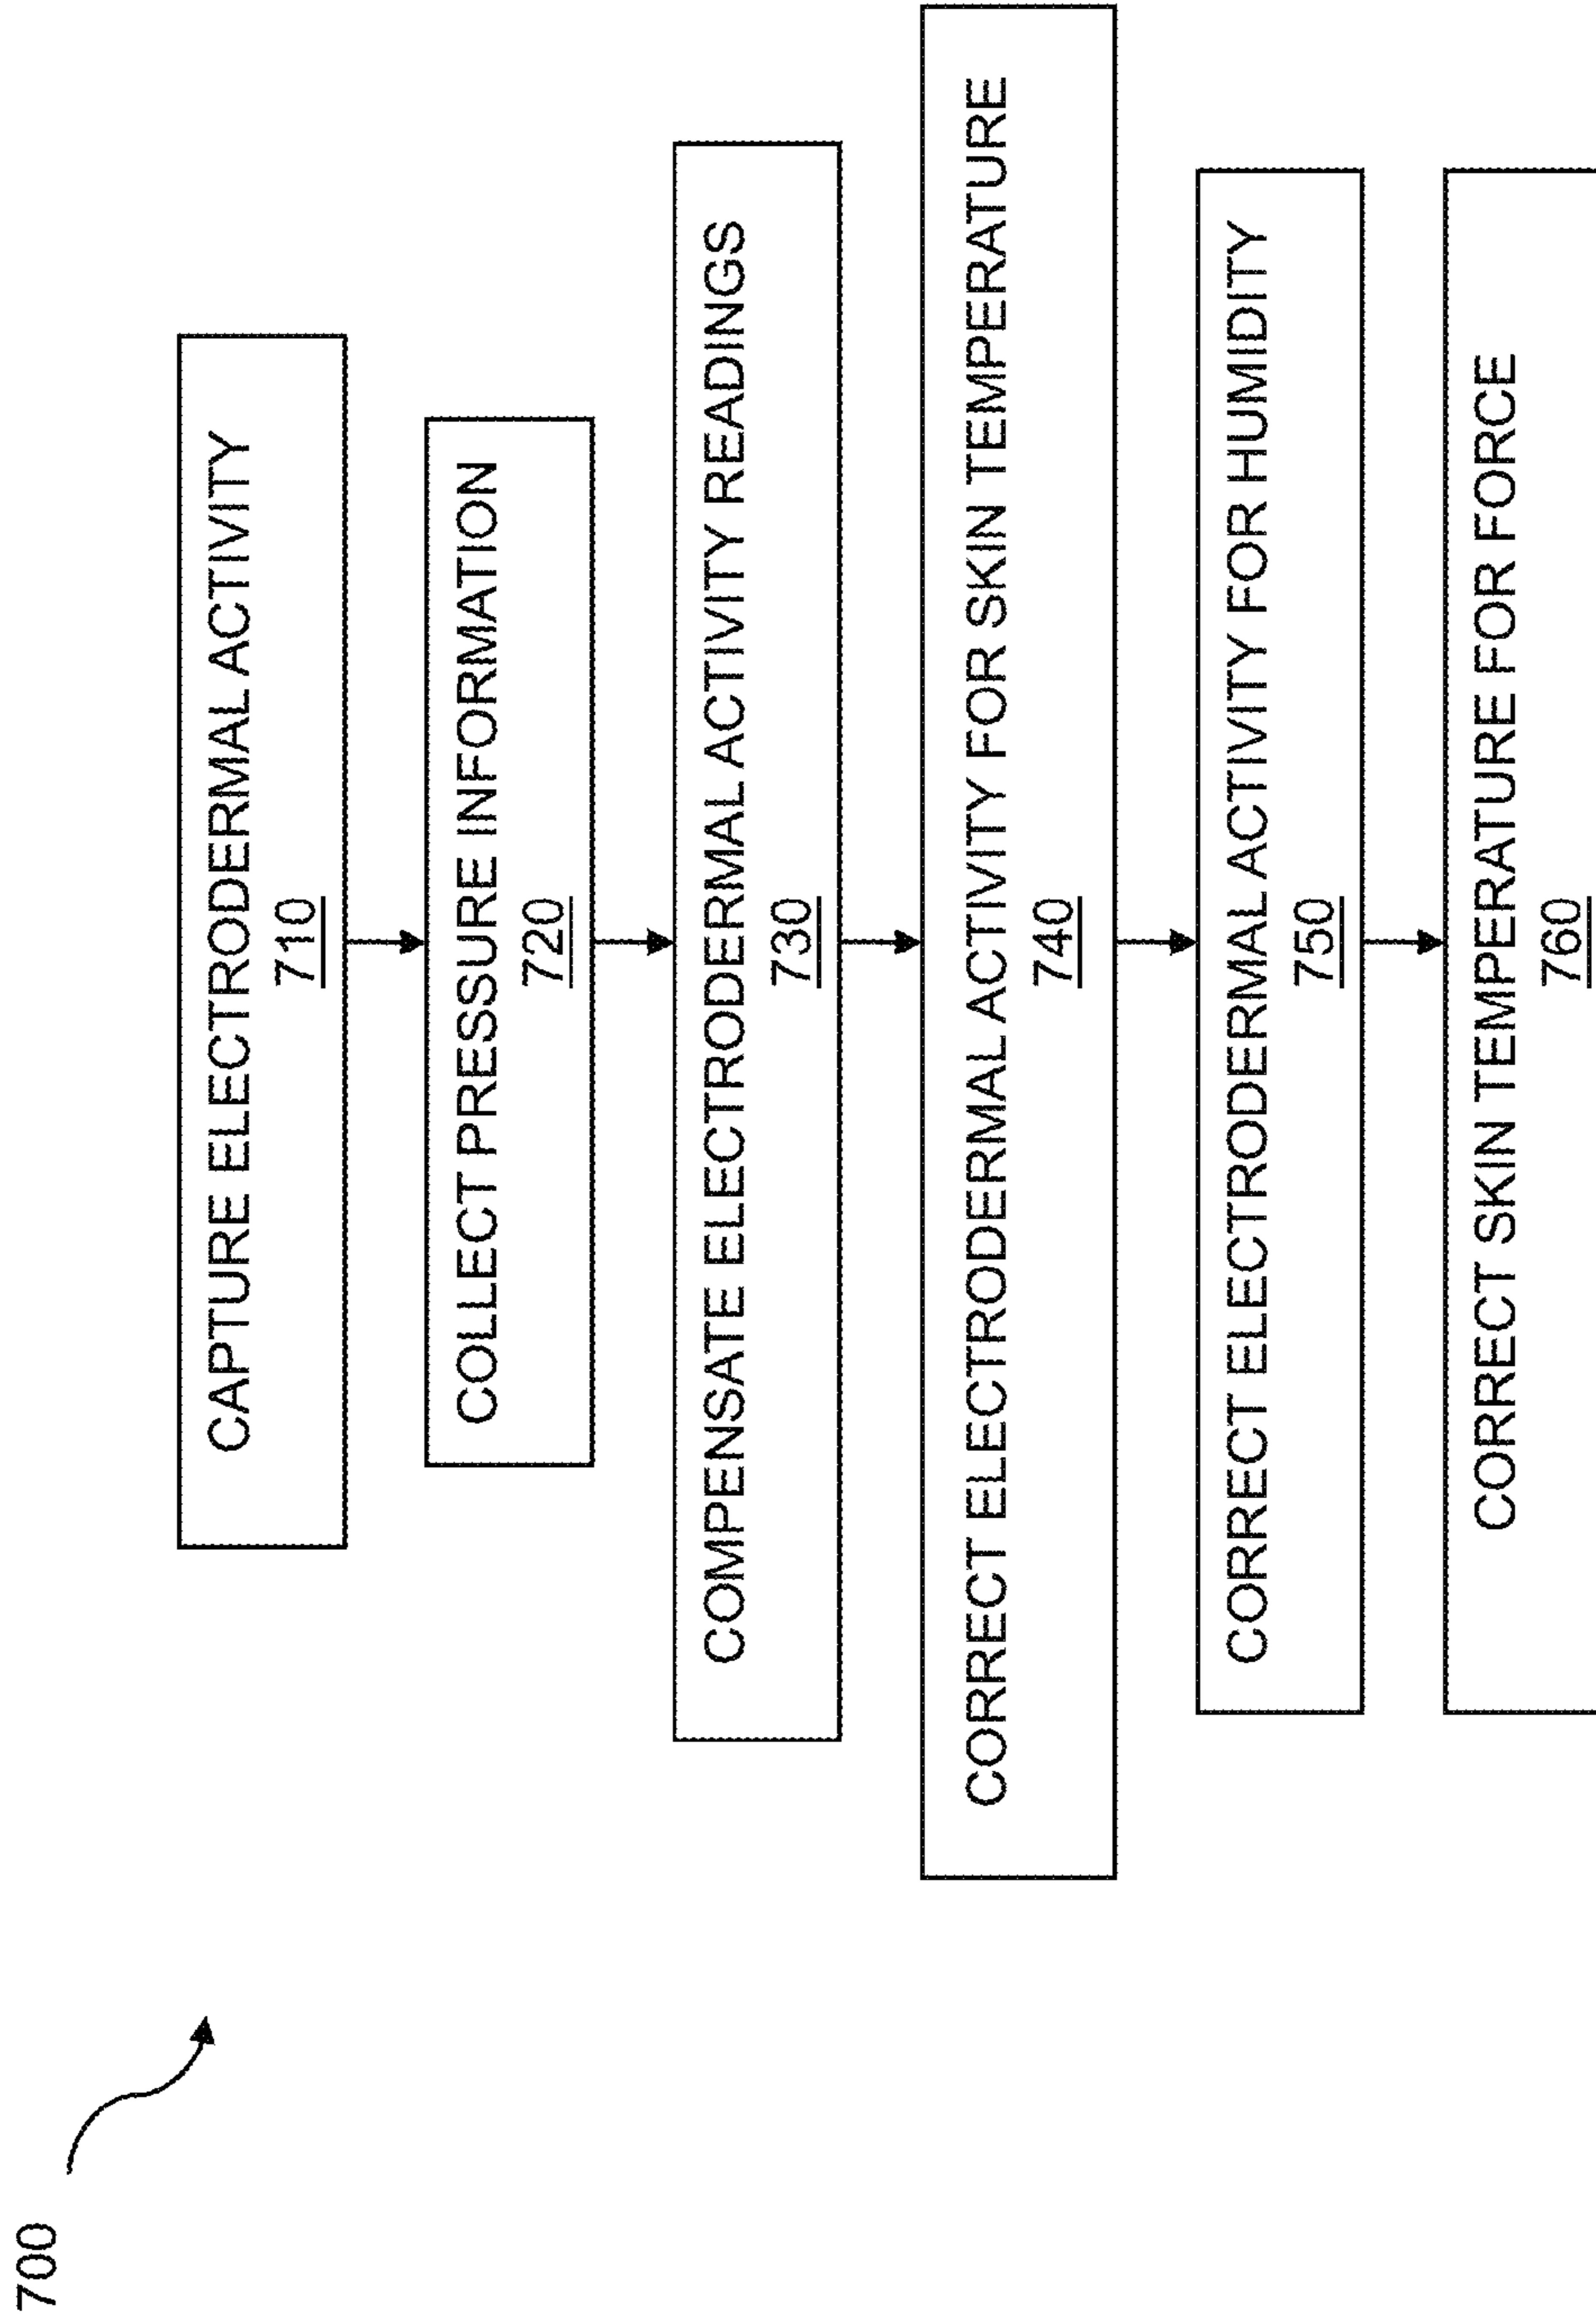 700
CAPTURE ELECTRODERMAL ACTIVITY
710
COLLECT PRESSURE INFORMATION
720
COMPENSATE ELECTRODERMAL ACTIVITY READINGS
730
CORRECT ELECTRODERMAL ACTIVITY FOR SKIN TEMPERATURE
740
CORRECT ELECTRODERMAL ACTIVITY FOR HUMIDITY
750
CORRECT SKIN TEMPERATURE FOR FORCE
760